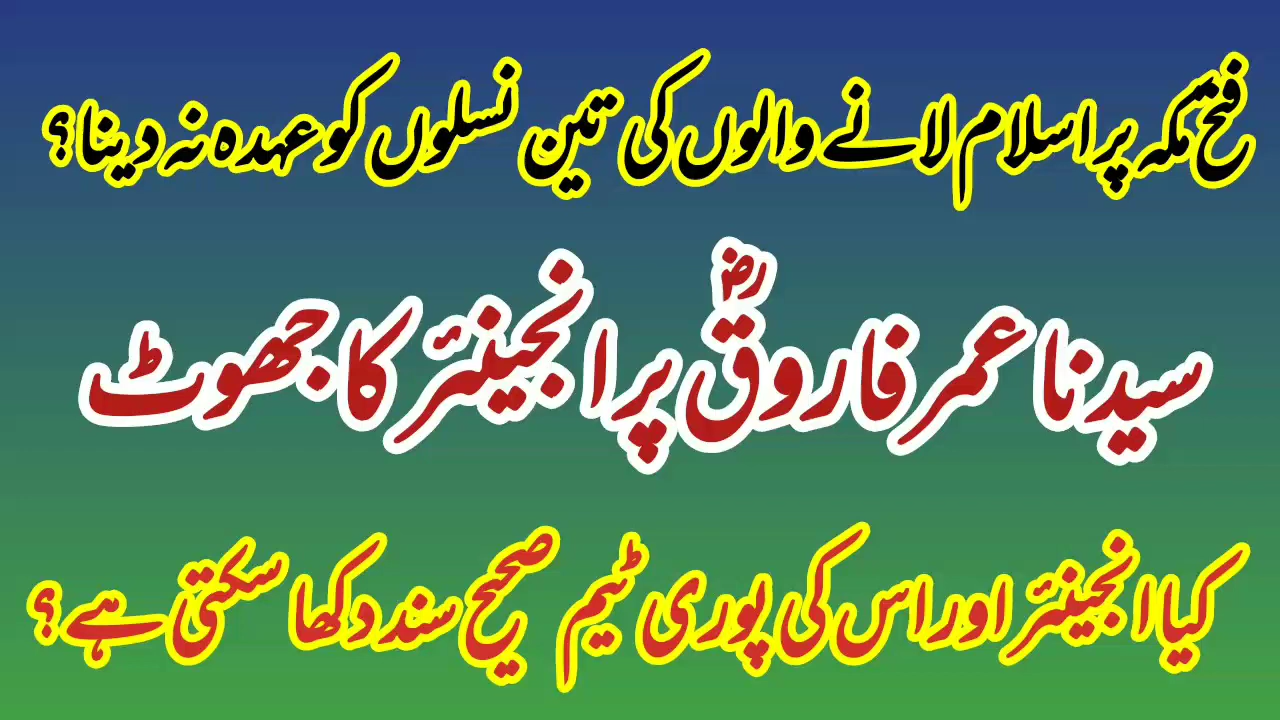 فتح مکہ پر اسلام لانے والوں کی تین نسلوں کو عہدہ نہ دینا؟
سیدنا عمر فاروقؓ پر انجینئر کا جھوٹ
کیا انجینئر اور اس کی پوری ٹیم صحیح سند دکھا سکتی ہے؟